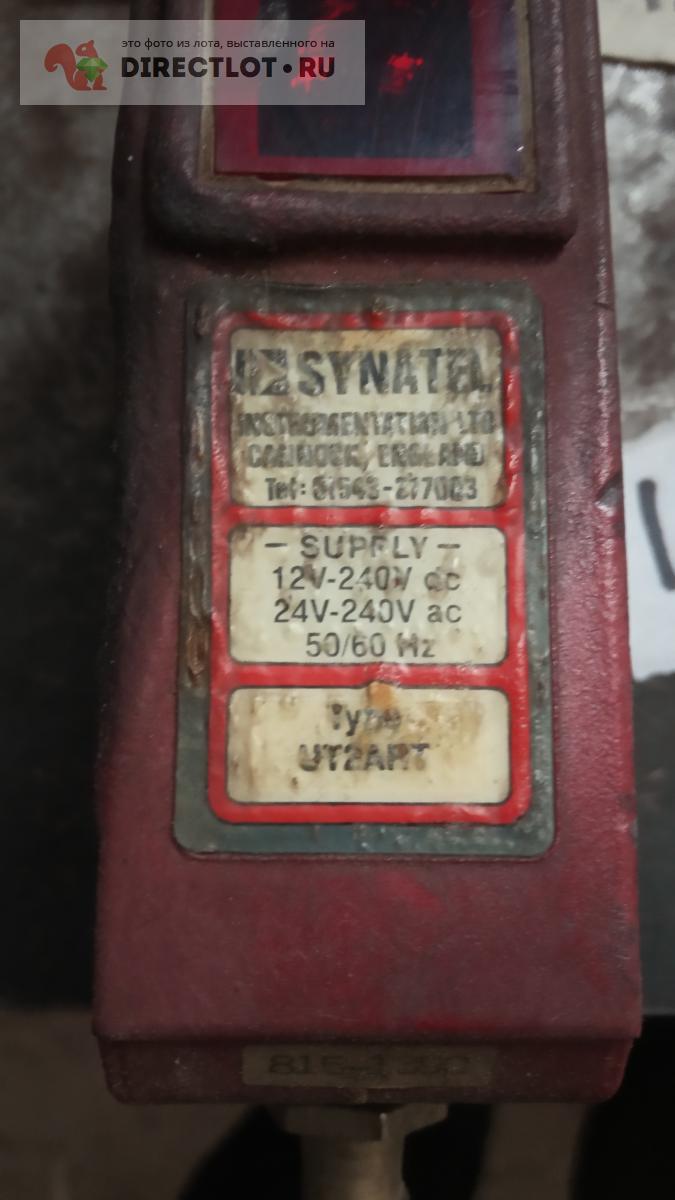 это фото из лота, выставленного на
DIRECTLOT.RU
SYNATEL
INSTRUMENTATION LTD
CANNOCK, ENGLAND
Tel: 01543-277003
- SUPPLY -
12V-240V dc
24V-240V ac
50/60 Hz
Type
UT2ART